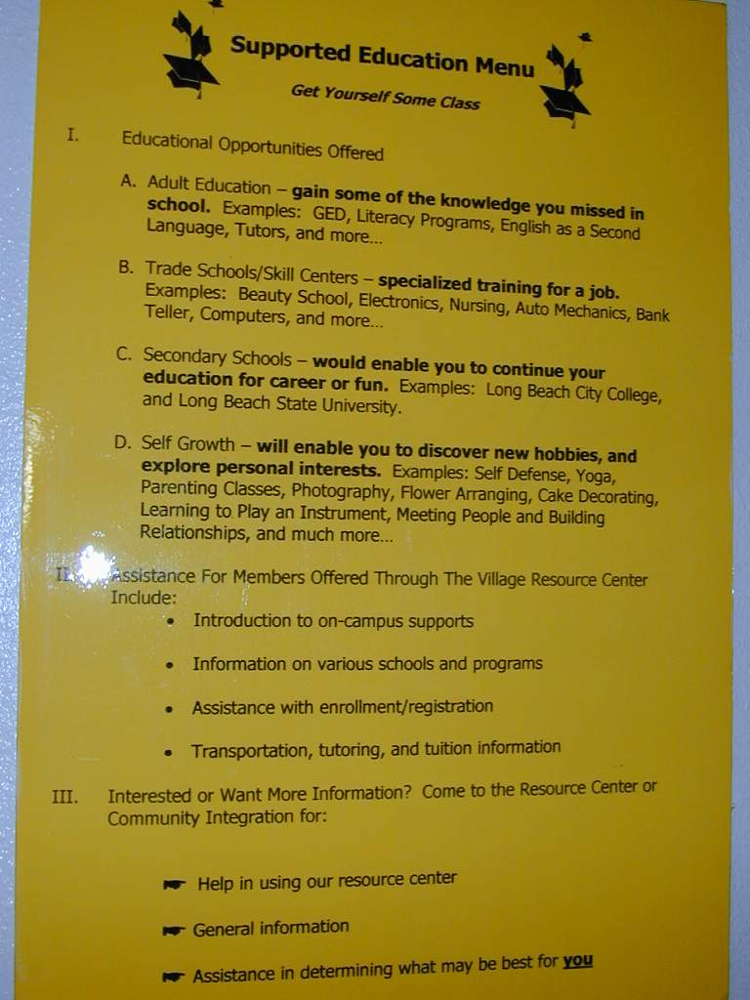 Supported Education Menu
Get Yourself Some Class
I. Educational Opportunities Offered
A. Adult Education – gain some of the knowledge you missed in
school. Examples: GED, Literacy Programs, English as a Second
Language, Tutors, and more...
B. Trade Schools/Skill Centers – specialized training for a job.
Examples: Beauty School, Electronics, Nursing, Auto Mechanics, Bank
Teller, Computers, and more...
C. Secondary Schools – would enable you to continue your
education for career or fun. Examples: Long Beach City College,
and Long Beach State University.
D. Self Growth – will enable you to discover new hobbies, and
explore personal interests. Examples: Self Defense, Yoga,
Parenting Classes, Photography, Flower Arranging, Cake Decorating,
Learning to Play an Instrument, Meeting People and Building
Relationships, and much more...
II. Assistance For Members Offered Through The Village Resource Center
Include:
• Introduction to on-campus supports
• Information on various schools and programs
• Assistance with enrollment/registration
• Transportation, tutoring, and tuition information
III. Interested or Want More Information? Come to the Resource Center or
Community Integration for:
☛ Help in using our resource center
☛ General information
☛ Assistance in determining what may be best for you